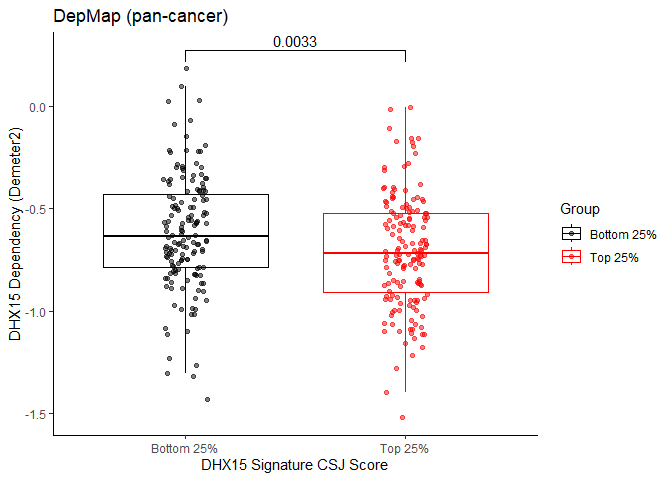 DepMap (pan-cancer)
0.0033
0.0
-0.5
-1.0
-1.5
DHX15 Dependency (Demeter2)
Bottom 25%
Top 25%
DHX15 Signature CSJ Score
Group
Bottom 25%
Top 25%